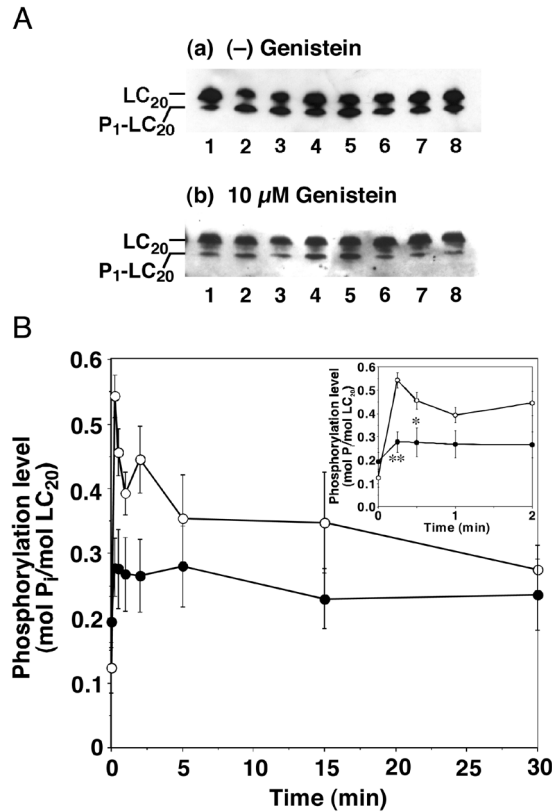 A
(a) (–) Genistein
LC20
P1-LC20
1 2 3 4 5 6 7 8
(b) 10 µM Genistein
LC20
P1-LC20
1 2 3 4 5 6 7 8
B
Phosphorylation level
(mol Pi/mol LC20)
0.6
0.5
0.4
0.3
0.2
0.1
0
0 5 10 15 20 25 30
Time (min)
Phosphorylation level
(mol Pi/mol LC20)
0.6
0.5
0.4
0.3
0.2
0.1
0.0
*
**
0 1 2
Time (min)